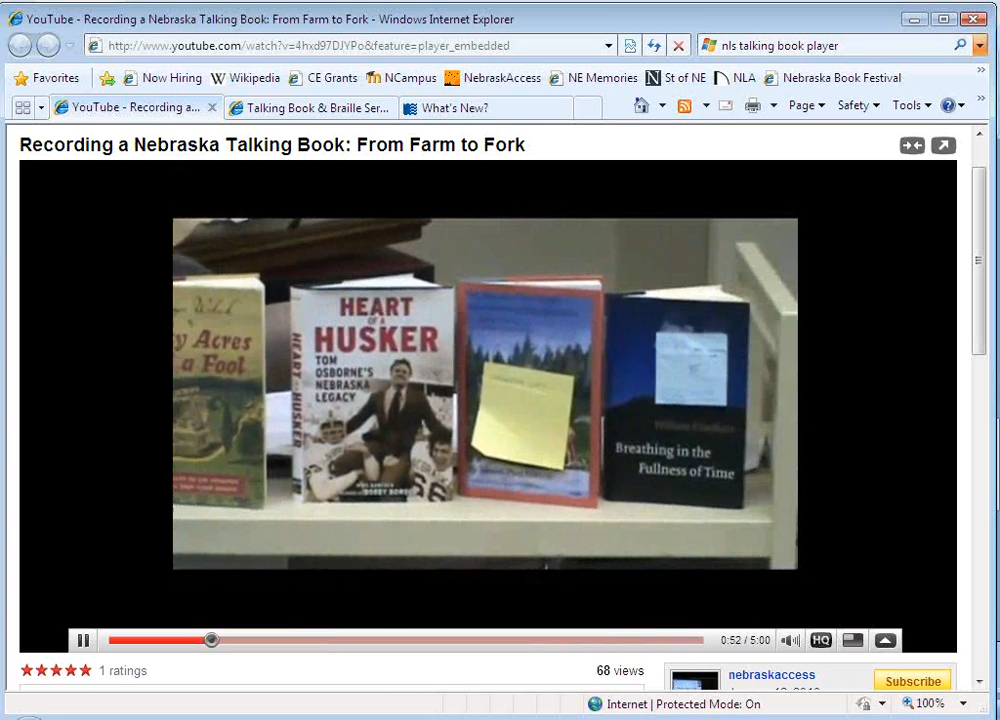 YouTube - Recording a Nebraska Talking Book: From Farm to Fork - Windows Internet Explorer
http://www.youtube.com/watch?v=4hxd97DJYPo&feature=player_embedded
nls talking book player
Favorites Now Hiring Wikipedia CE Grants NCampus NebraskAccess NE Memories St of NE NLA Nebraska Book Festival
YouTube - Recording a... Talking Book & Braille Ser... What's New? Page Safety Tools
Recording a Nebraska Talking Book: From Farm to Fork
y Acres
a Fool
HEART
OF A
HUSKER
TOM
OSBORNE'S
NEBRASKA
LEGACY
HEART OF A HUSKER
66
Breathing in the
Fullness of Time
0:52 / 5:00 HQ
1 ratings 68 views
nebraskaccess
Subscribe
Internet | Protected Mode: On 100%